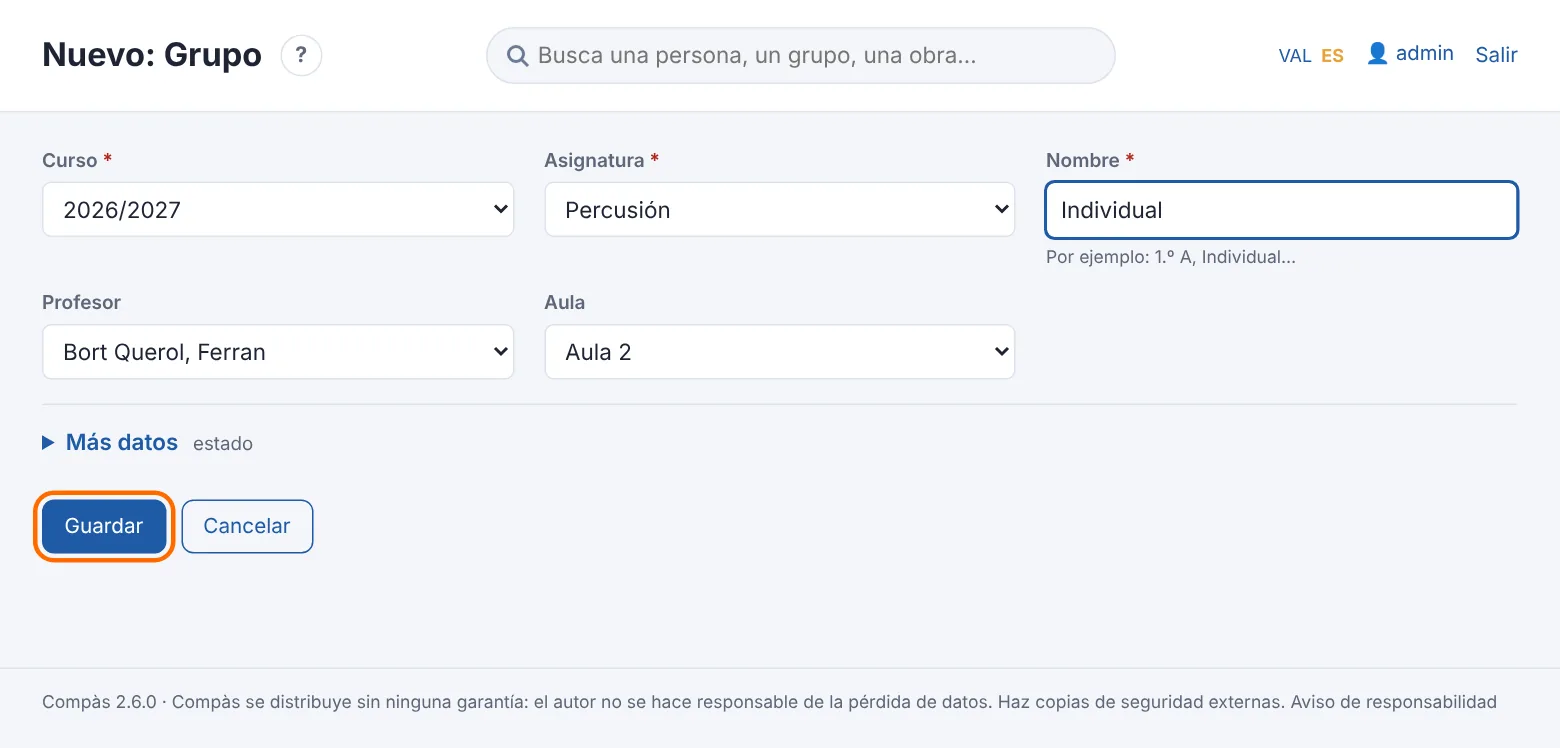 Nuevo: Grupo ? Busca una persona, un grupo, una obra... VAL ES admin Salir
Curso * Asignatura * Nombre *
2026/2027 Percusión Individual
Por ejemplo: 1.º A, Individual...
Profesor Aula
Bort Querol, Ferran Aula 2
Más datos estado
Guardar Cancelar
Compàs 2.6.0 · Compàs se distribuye sin ninguna garantía: el autor no se hace responsable de la pérdida de datos. Haz copias de seguridad externas. Aviso de responsabilidad